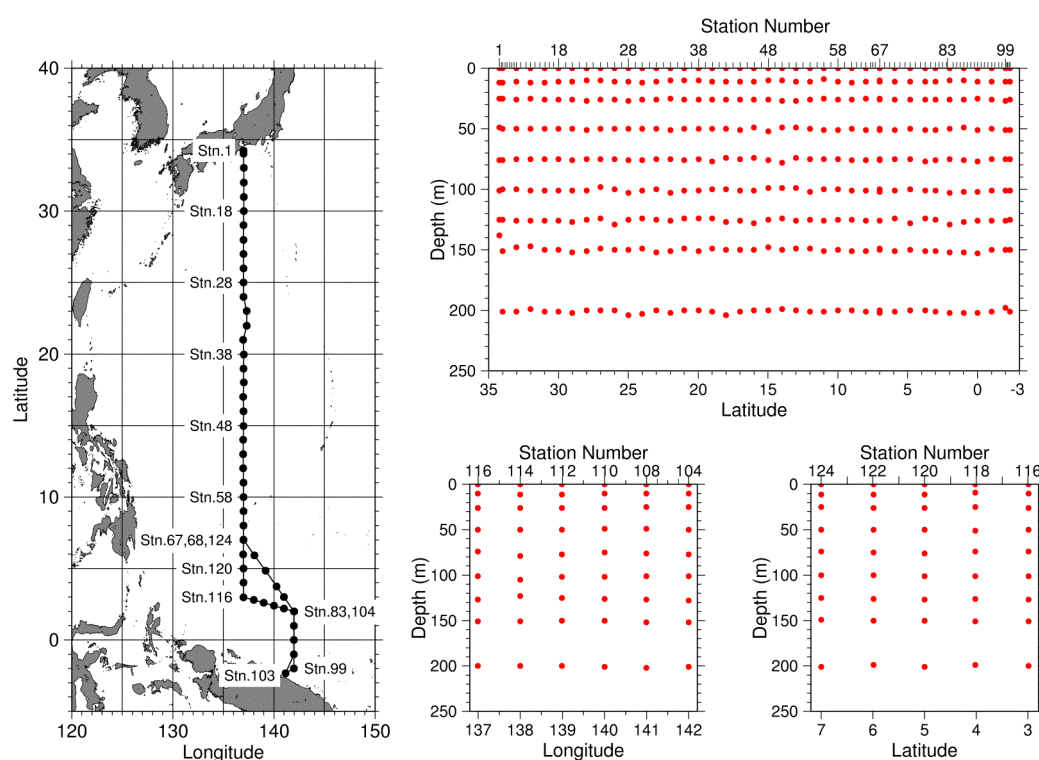 40
30
20
10
0
Latitude
120
130
140
150
Longitude
Stn.1
Stn.18
Stn.28
Stn.38
Stn.48
Stn.58
Stn.67,68,124
Stn.120
Stn.116
Stn.83,104
Stn.99
Stn.103
Station Number
1 18 28 38 48 58 67 83 99
0
50
100
150
200
250
Depth (m)
35 30 25 20 15 10 5 0 -3
Latitude
Station Number
116 114 112 110 108 104
0
50
100
150
200
250
Depth (m)
137 138 139 140 141 142
Longitude
Station Number
124 122 120 118 116
0
50
100
150
200
250
Depth (m)
7 6 5 4 3
Latitude